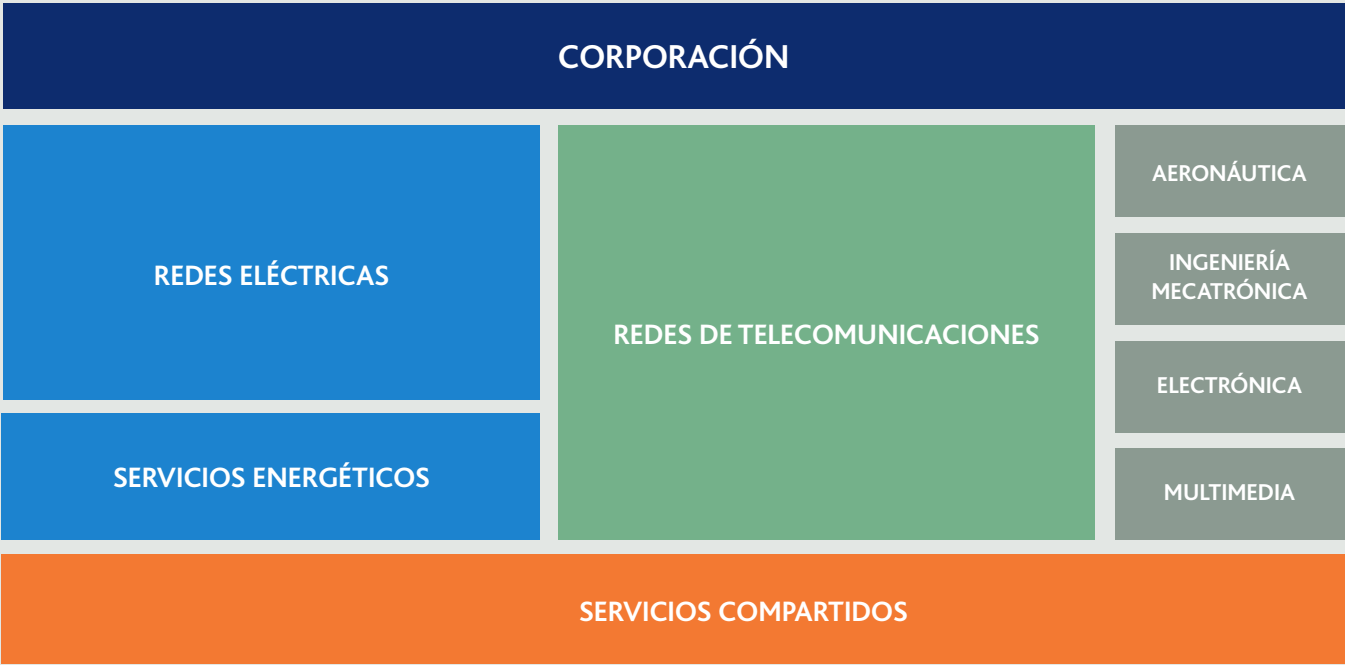 CORPORACIÓN
REDES ELÉCTRICAS
SERVICIOS ENERGÉTICOS
REDES DE TELECOMUNICACIONES
AERONÁUTICA
INGENIERÍA
MECATRÓNICA
ELECTRÓNICA
MULTIMEDIA
SERVICIOS COMPARTIDOS